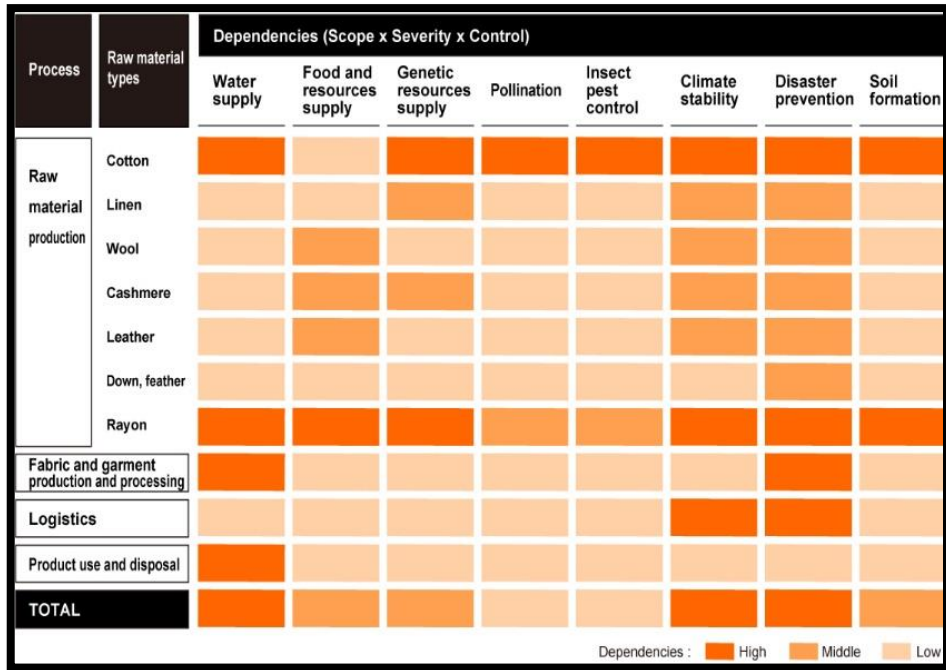 Dependencies (Scope x Severity x Control)
Process
Raw material
types
Water
supply
Food and
resources
supply
Genetic
resources
supply
Pollination
Insect
pest
control
Climate
stability
Disaster
prevention
Soil
formation
Raw
material
production
Cotton
Linen
Wool
Cashmere
Leather
Down, feather
Rayon
Fabric and garment
production and processing
Logistics
Product use and disposal
TOTAL
Dependencies : High Middle Low